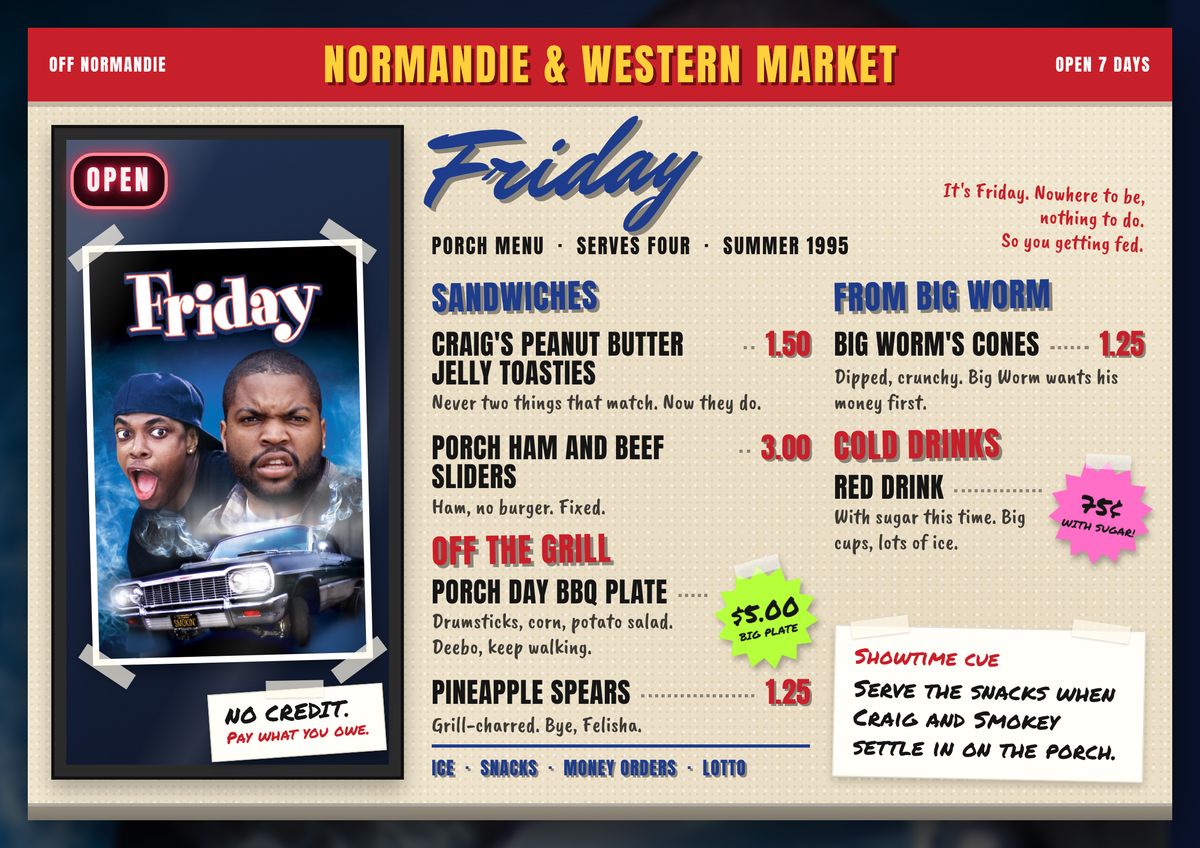 OFF NORMANDIE
NORMANDIE & WESTERN MARKET
OPEN 7 DAYS
OPEN
Friday
SMOKIN
NO CREDIT.
PAY WHAT YOU OWE.
Friday
PORCH MENU · SERVES FOUR · SUMMER 1995
It's Friday. Nowhere to be,
nothing to do.
So you getting fed.
SANDWICHES
CRAIG'S PEANUT BUTTER ·· 1.50
JELLY TOASTIES
Never two things that match. Now they do.
PORCH HAM AND BEEF ·· 3.00
SLIDERS
Ham, no burger. Fixed.
OFF THE GRILL
PORCH DAY BBQ PLATE ·····
$5.00
BIG PLATE
Drumsticks, corn, potato salad.
Deebo, keep walking.
PINEAPPLE SPEARS ···················· 1.25
Grill-charred. Bye, Felisha.
ICE · SNACKS · MONEY ORDERS · LOTTO
FROM BIG WORM
BIG WORM'S CONES ······ 1.25
Dipped, crunchy. Big Worm wants his
money first.
COLD DRINKS
RED DRINK ···············
75¢
WITH SUGAR!
With sugar this time. Big
cups, lots of ice.
SHOWTIME CUE
SERVE THE SNACKS WHEN
CRAIG AND SMOKEY
SETTLE IN ON THE PORCH.